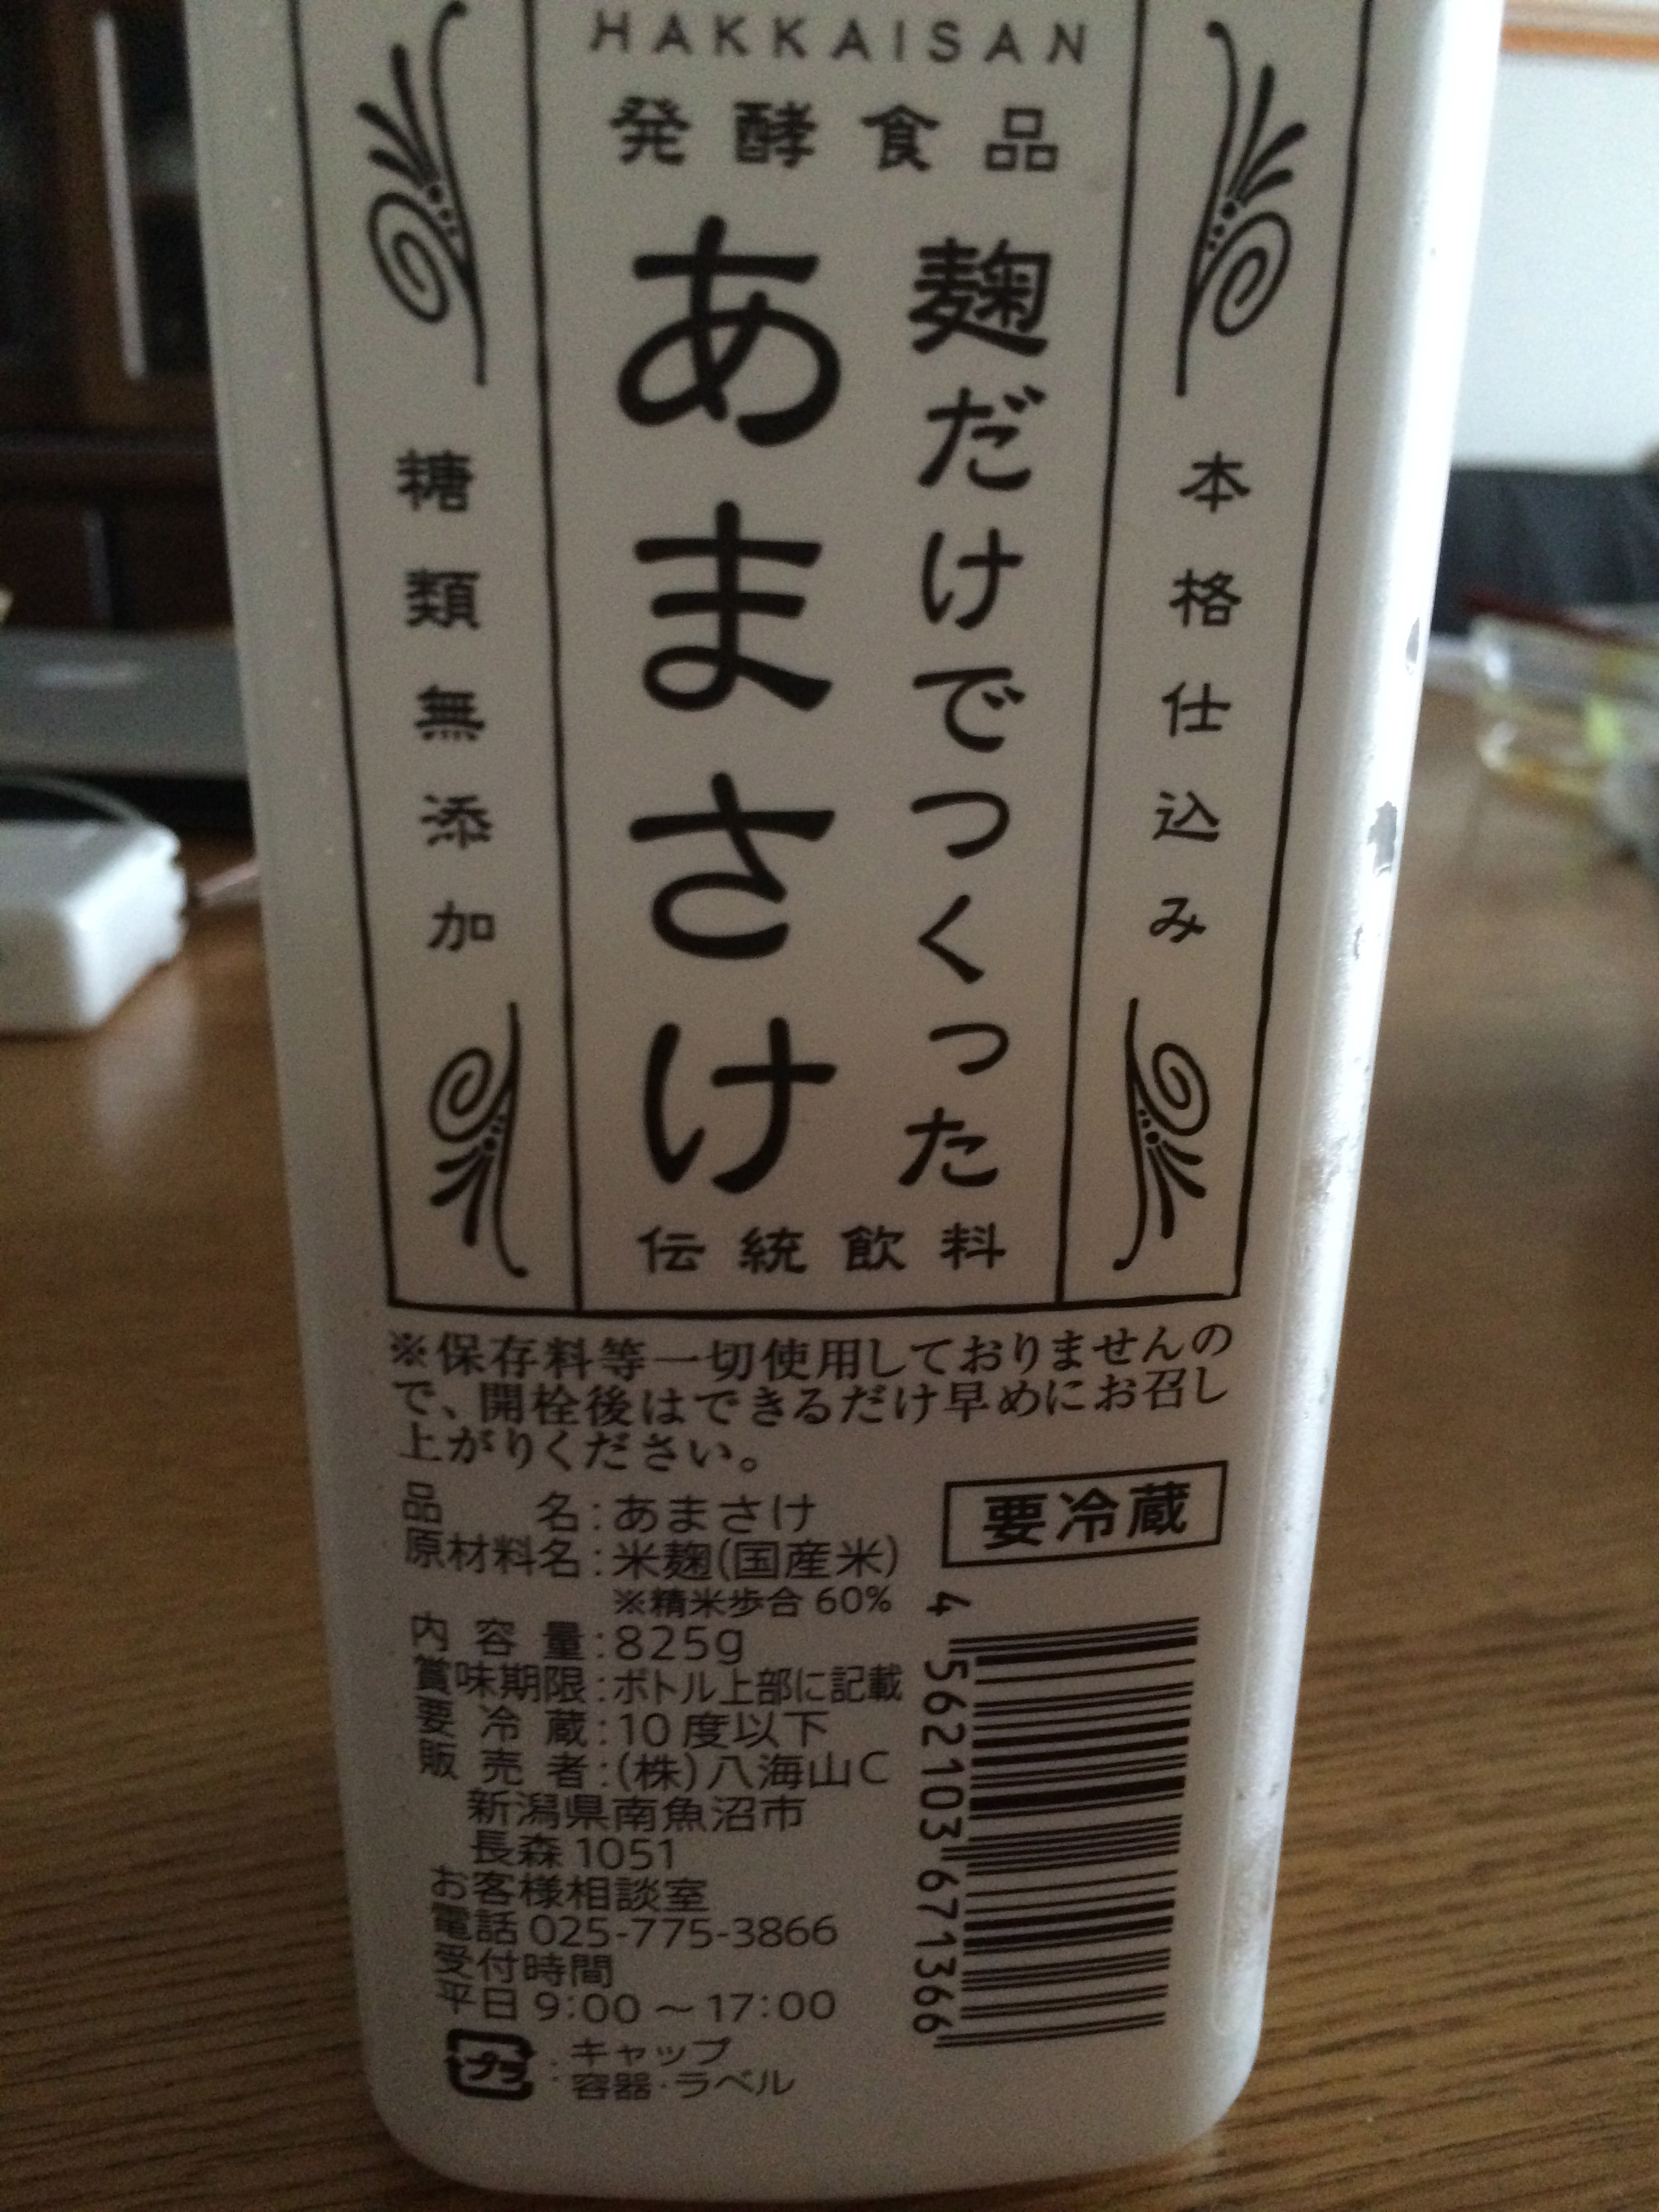 HAKKAISAN
発酵食品
本格仕込み
麹だけでつくった
あまさけ
糖類無添加
伝統飲料
※保存料等一切使用しておりませんの
で、開栓後はできるだけ早めにお召し
上がりください。
要冷蔵
品名:あまさけ
原材料名:米麹(国産米)
※精米歩合60%
内容量:825g
賞味期限:ボトル上部に記載
要冷蔵:10度以下
販売者:(株)八海山C
新潟県南魚沼市
長森1051
お客様相談室
電話025-775-3866
受付時間
平日9:00～17:00
プラ
:キャップ
:容器・ラベル
4 562103 671366